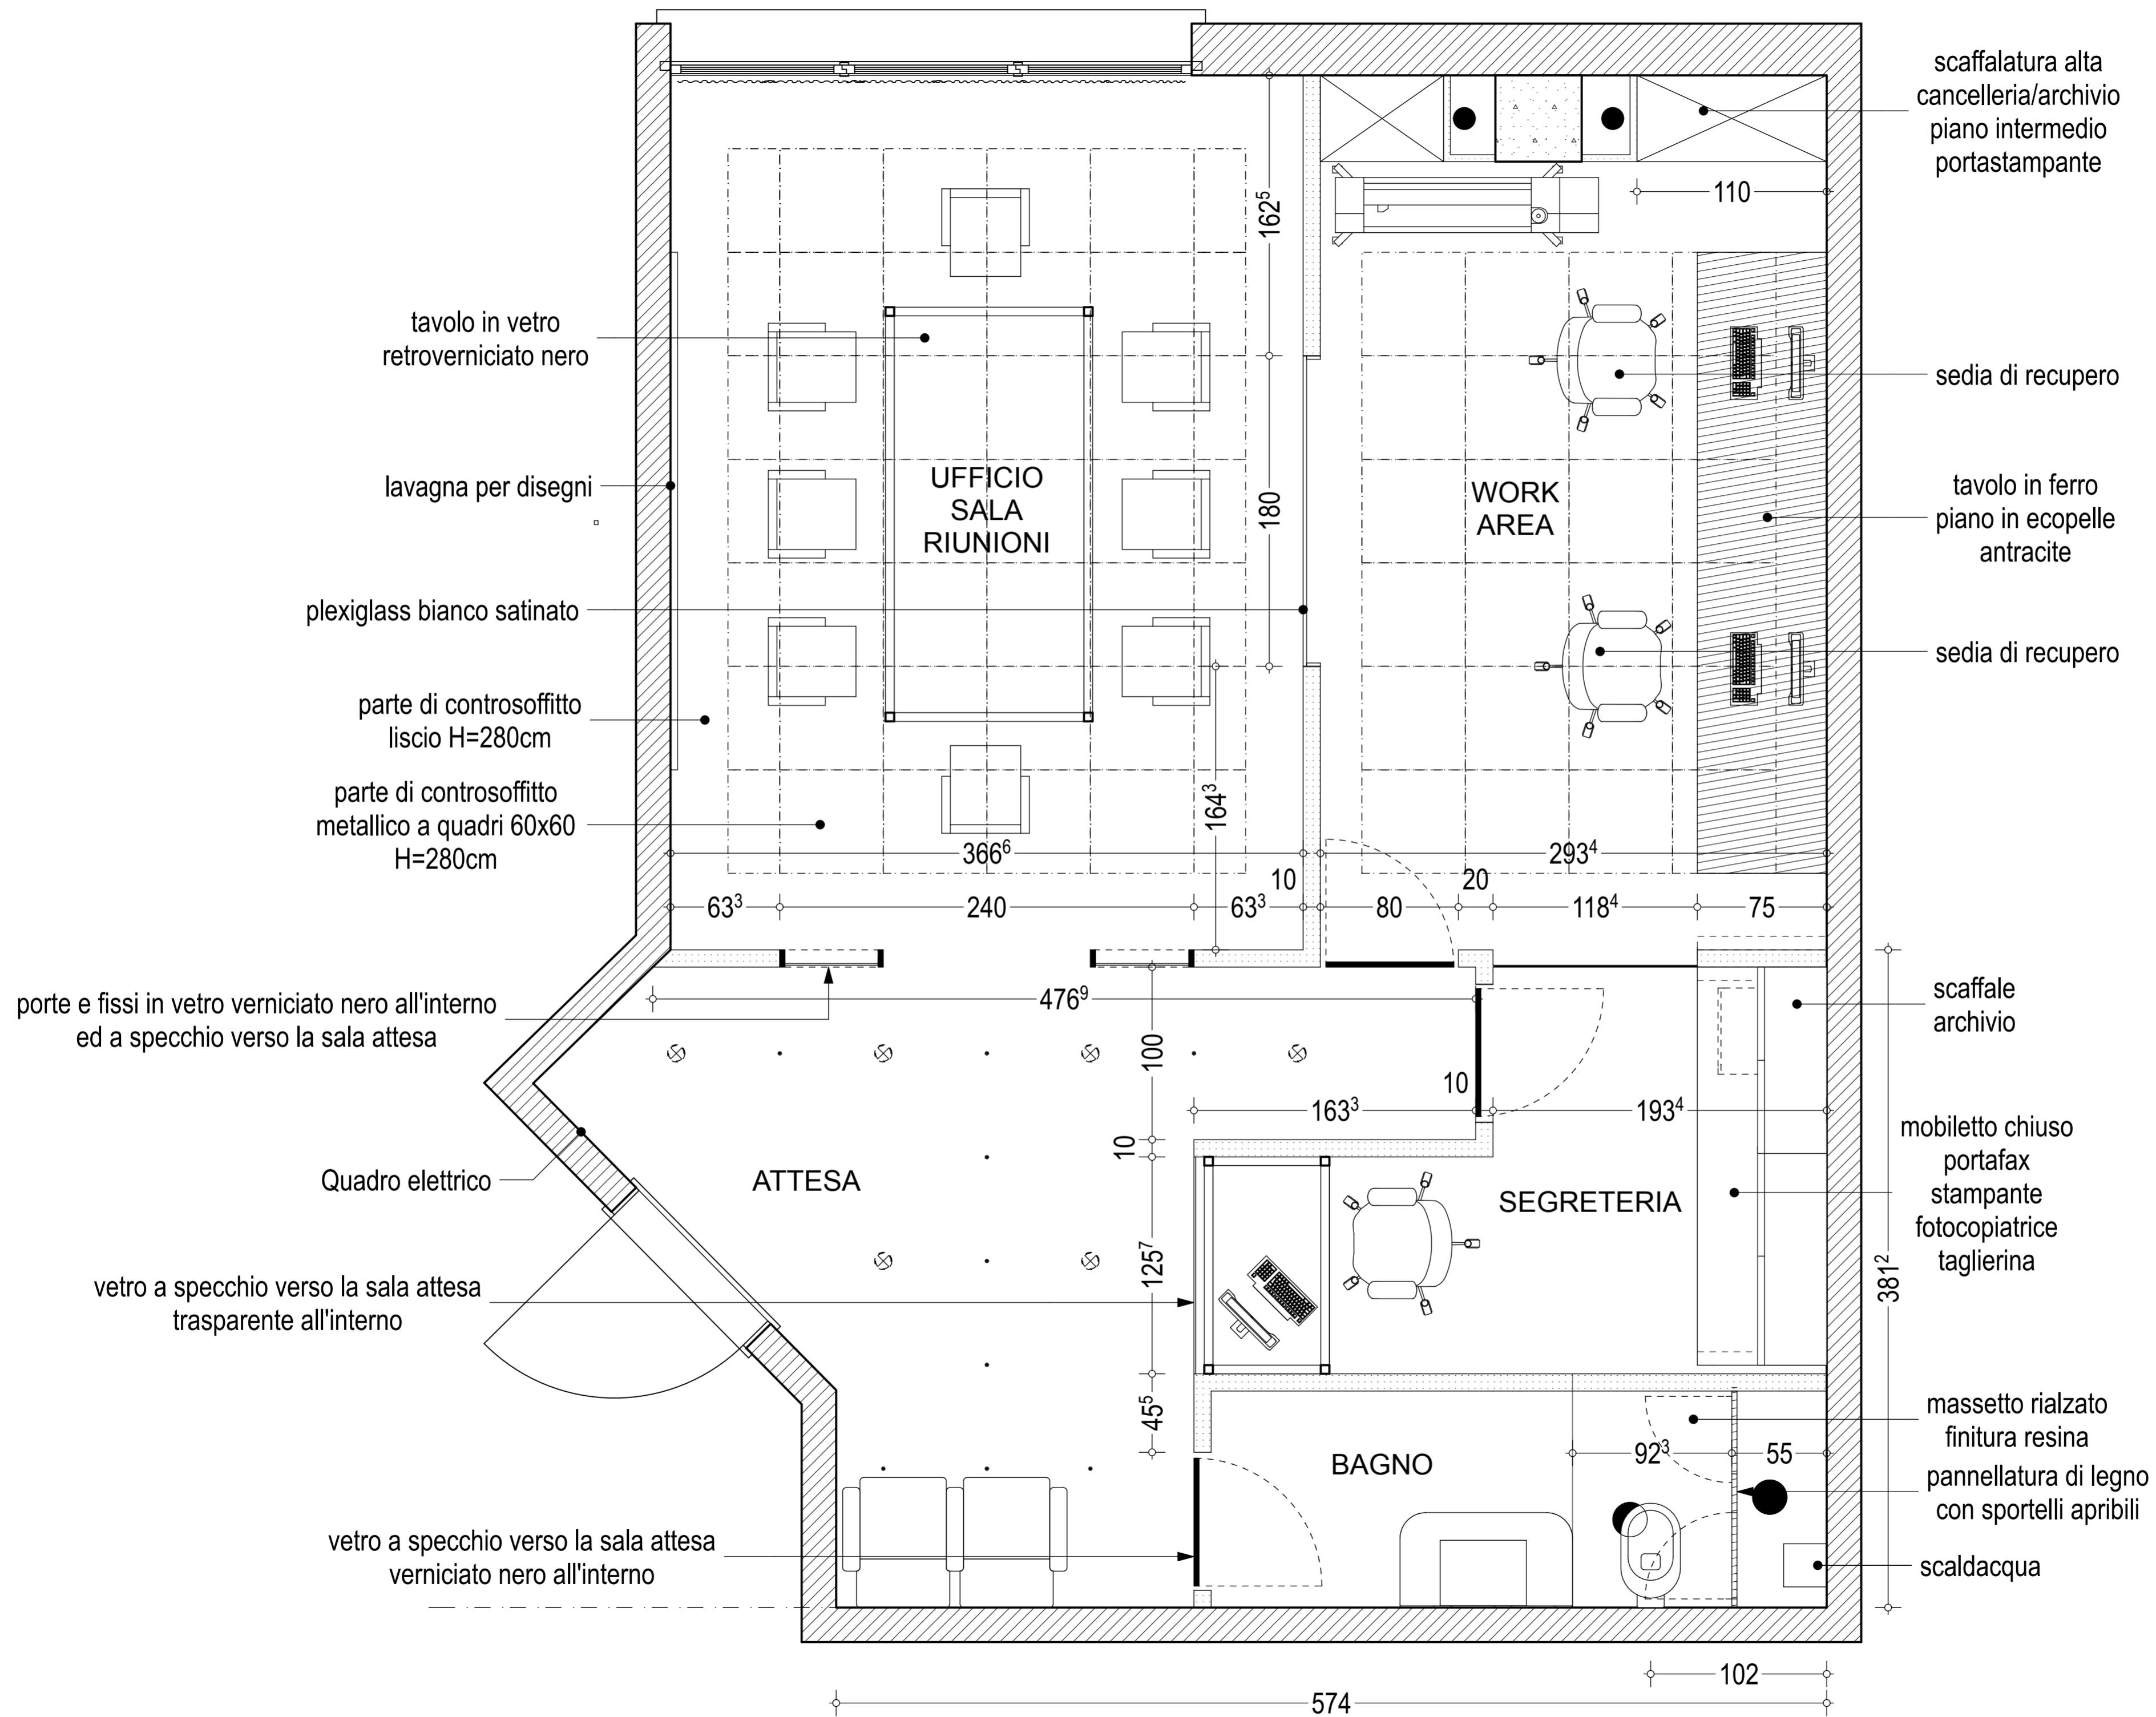 scaffalatura alta
cancelleria/archivio
piano intermedio
portastampante
110
162⁵
tavolo in vetro
retroverniciato nero
sedia di recupero
lavagna per disegni
UFFICIO
SALA
RIUNIONI
180
WORK
AREA
tavolo in ferro
piano in ecopelle
antracite
plexiglass bianco satinato
sedia di recupero
parte di controsoffitto
liscio H=280cm
parte di controsoffitto
metallico a quadri 60x60
H=280cm
164³
366⁶
293⁴
10
20
63³
240
63³
80
118⁴
75
porte e fissi in vetro verniciato nero all'interno
ed a specchio verso la sala attesa
476⁹
scaffale
archivio
100
10
163³
193⁴
10
mobiletto chiuso
portafax
stampante
fotocopiatrice
taglierina
Quadro elettrico
ATTESA
SEGRETERIA
125⁷
381²
vetro a specchio verso la sala attesa
trasparente all'interno
45⁵
massetto rialzato
finitura resina
BAGNO
92³
55
pannellatura di legno
con sportelli apribili
vetro a specchio verso la sala attesa
verniciato nero all'interno
scaldacqua
102
574